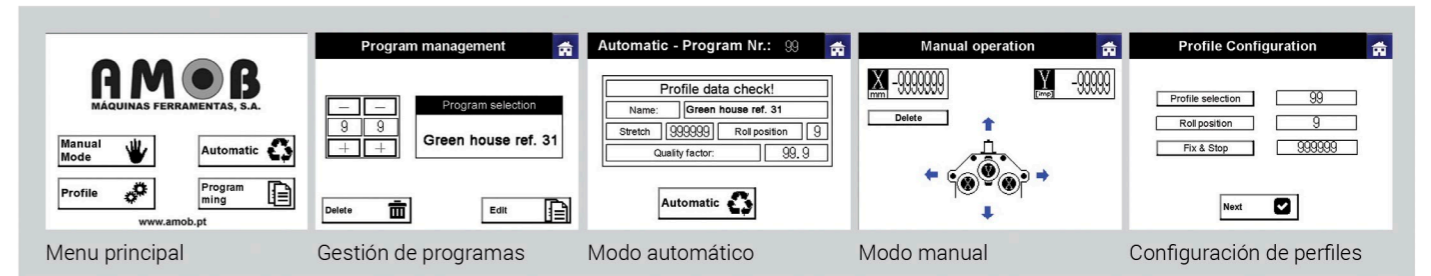 AMOB
MÁQUINAS FERRAMENTAS, S.A.
Manual Mode
Automatic
Profile
Programming
www.amob.pt
Menu principal
Program management
— —
9 9
+ +
Program selection
Green house ref. 31
Delete
Edit
Gestión de programas
Automatic - Program Nr.: 99
Profile data check!
Name: Green house ref. 31
Stretch 999999 Roll position 9
Quality factor: 99.9
Automatic
Modo automático
Manual operation
X mm -9999999
Y [imp] -99999
Delete
X Y X
Modo manual
Profile Configuration
Profile selection 99
Roll position 9
Fix & Stop 999999
Next
Configuración de perfiles